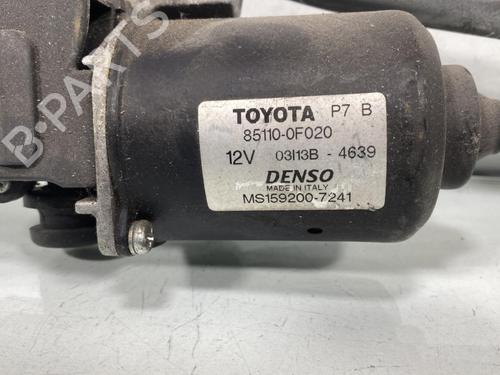 B-PARTS
TOYOTA P7 B
85110-0F020
12V 03I13B - 4639
DENSO
MADE IN ITALY
MS159200-7241